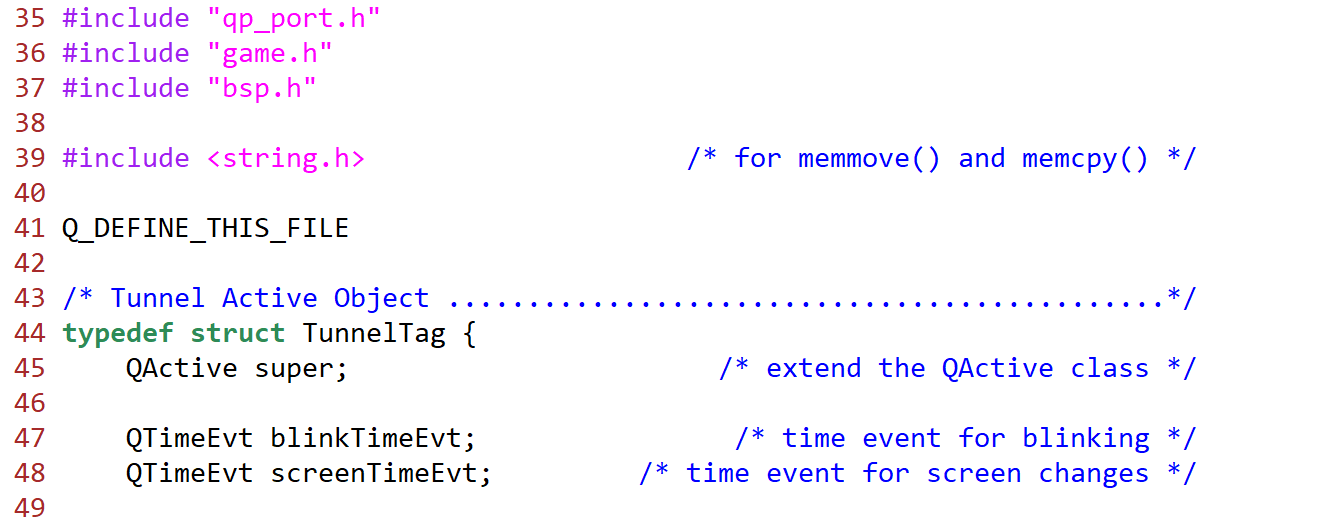 35 #include "qp_port.h"
36 #include "game.h"
37 #include "bsp.h"
38
39 #include <string.h>                    /* for memmove() and memcpy() */
40
41 Q_DEFINE_THIS_FILE
42
43 /* Tunnel Active Object .............................................*/
44 typedef struct TunnelTag {
45     QActive super;                       /* extend the QActive class */
46
47     QTimeEvt blinkTimeEvt;                /* time event for blinking */
48     QTimeEvt screenTimeEvt;         /* time event for screen changes */
49